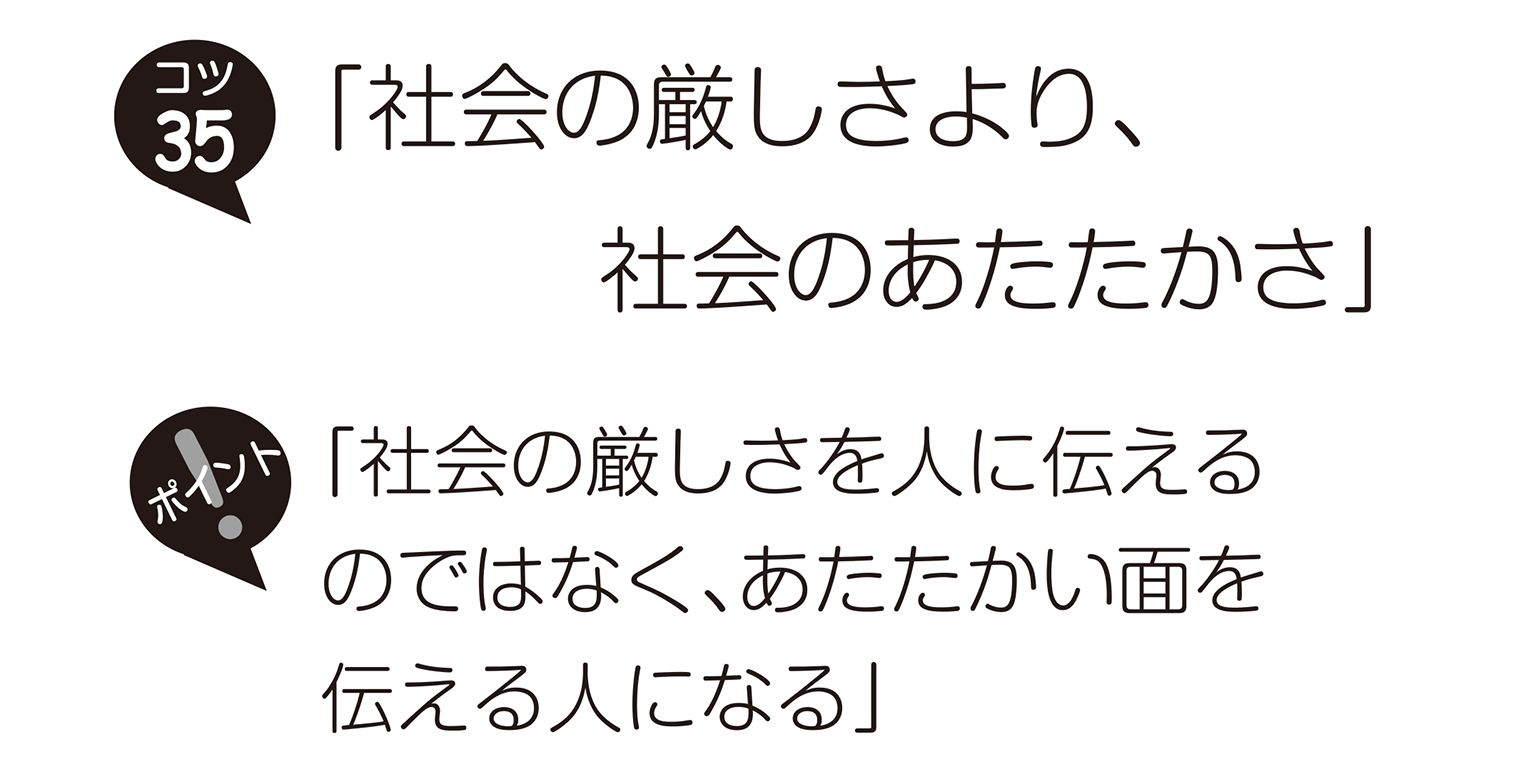 コツ
35
「社会の厳しさより、
社会のあたたかさ」
ポイント
「社会の厳しさを人に伝える
のではなく、あたたかい面を
伝える人になる」